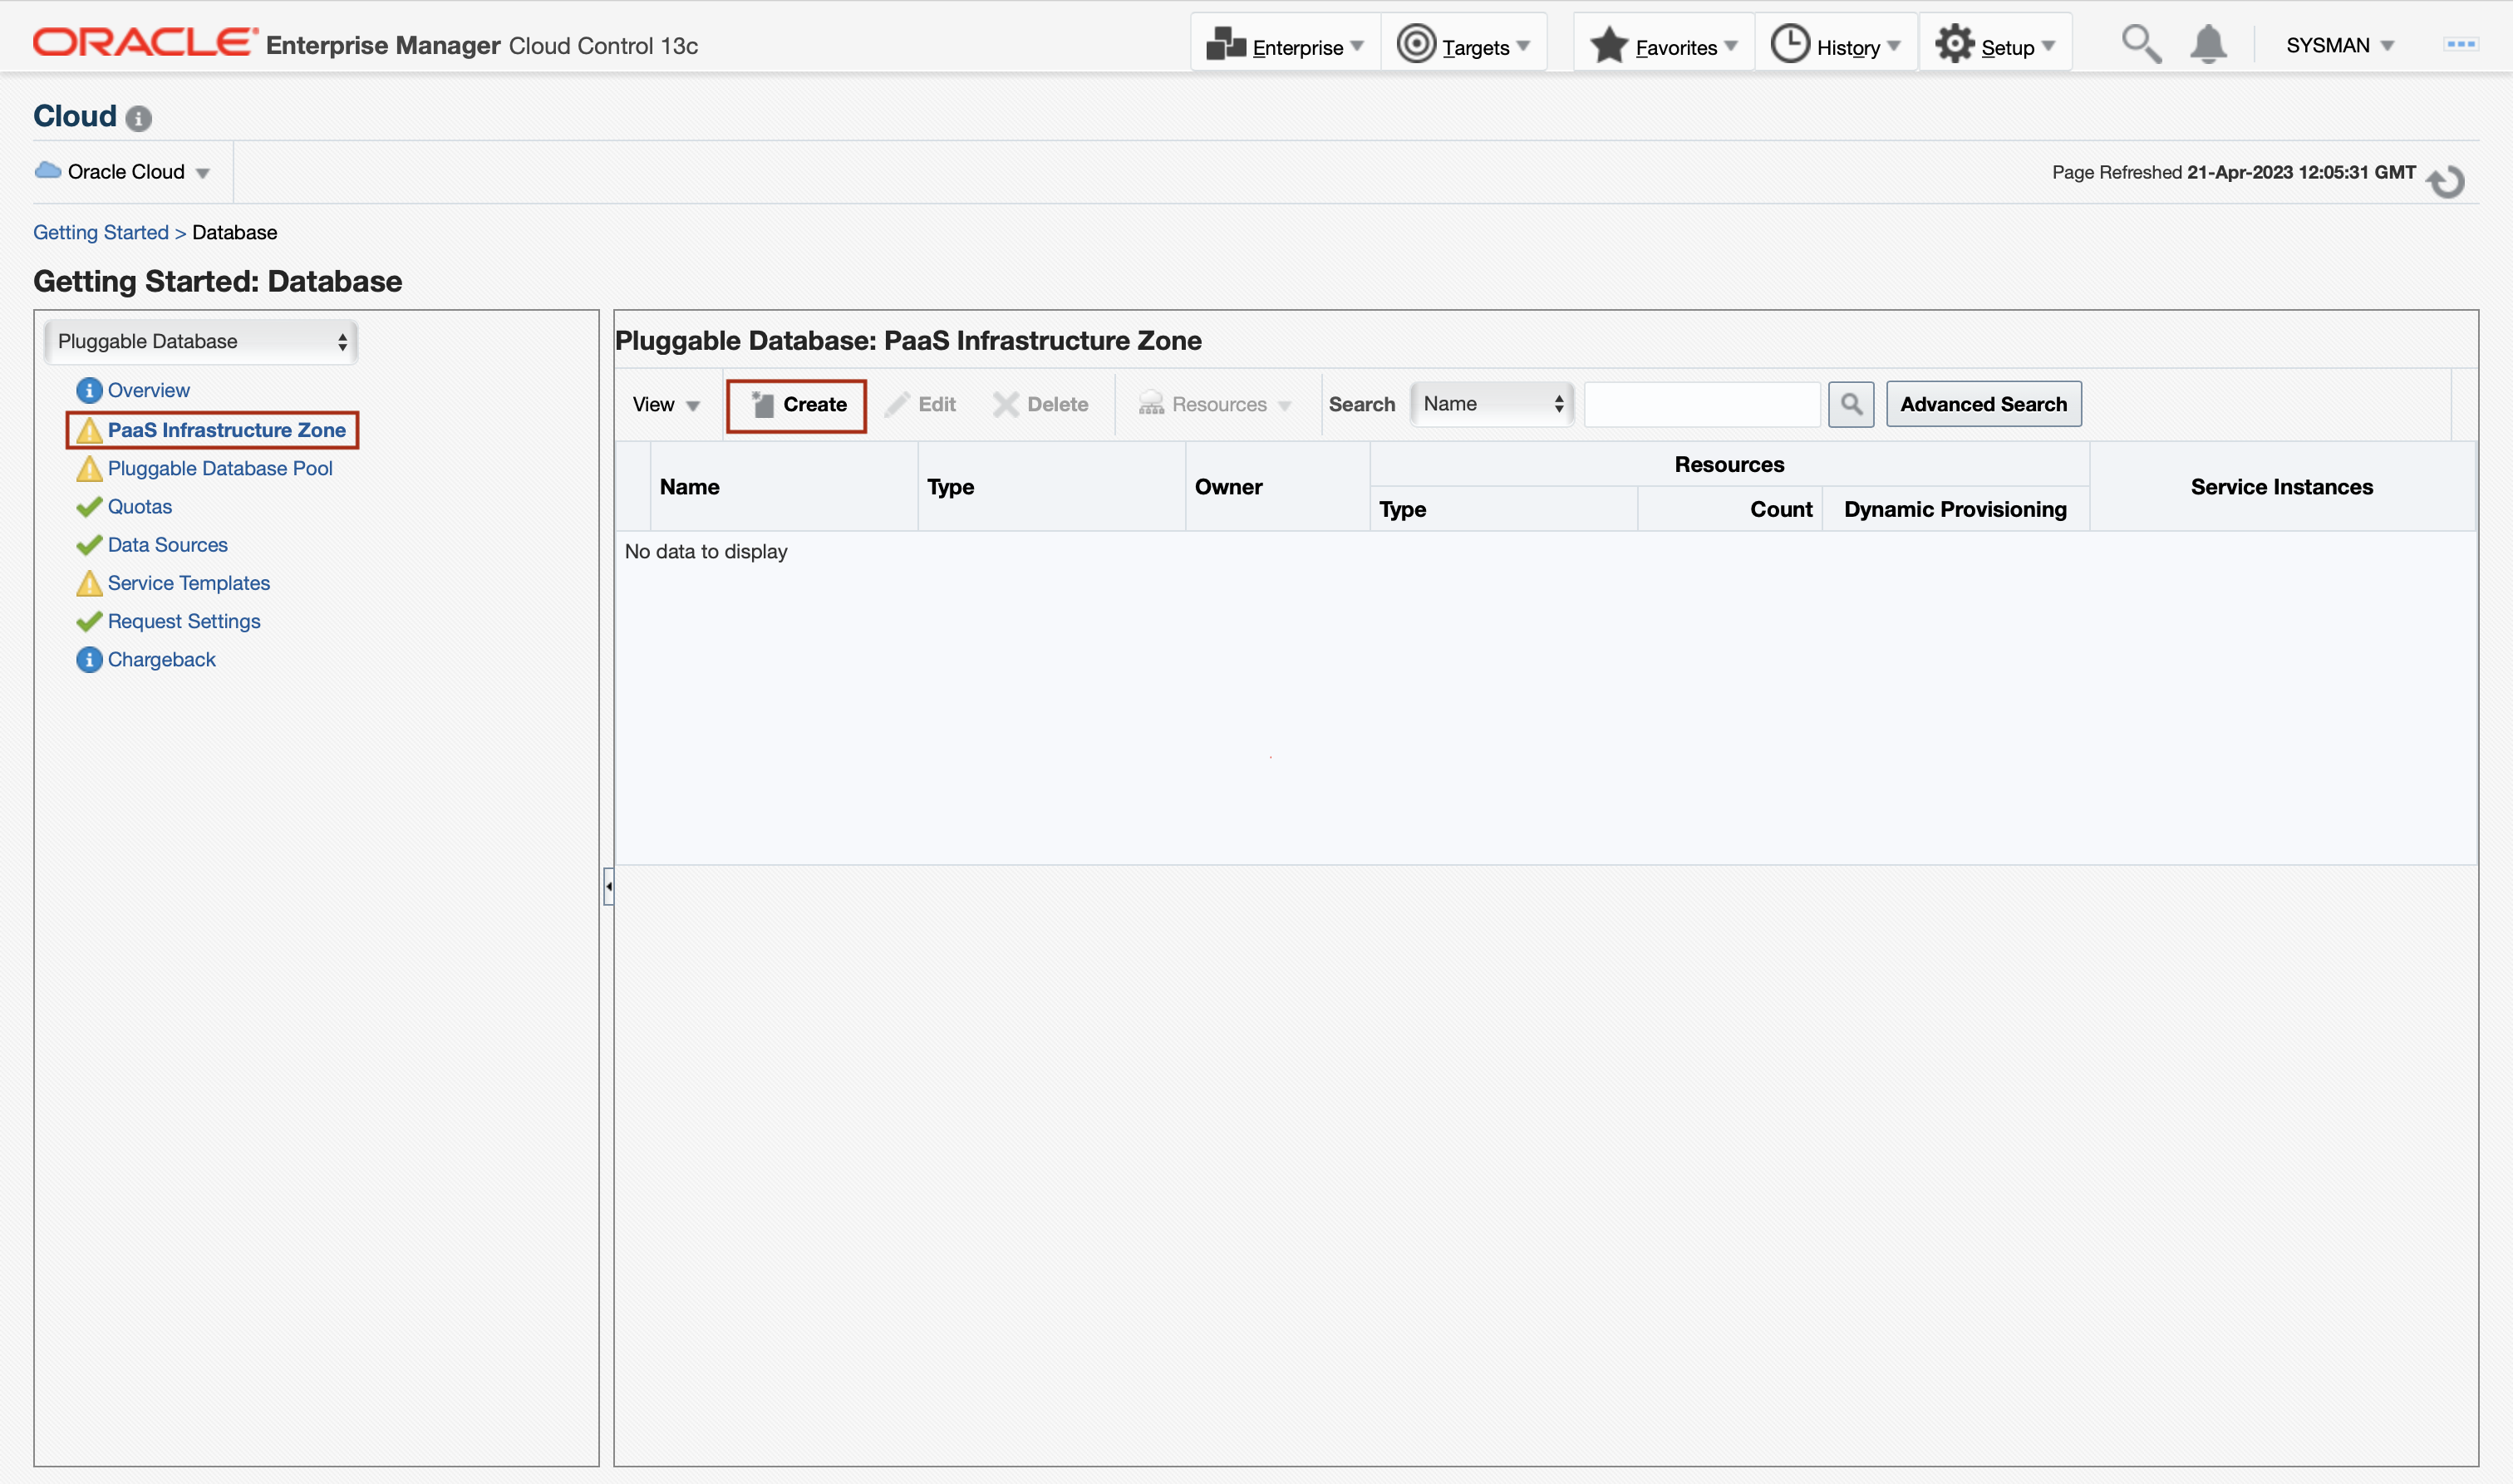 ORACLE Enterprise Manager Cloud Control 13c
Enterprise
Targets
Favorites
History
Setup
SYSMAN
Cloud
Oracle Cloud
Page Refreshed 21-Apr-2023 12:05:31 GMT
Getting Started > Database
Getting Started: Database
Pluggable Database
Overview
PaaS Infrastructure Zone
Pluggable Database Pool
Quotas
Data Sources
Service Templates
Request Settings
Chargeback
Pluggable Database: PaaS Infrastructure Zone
View
Create
Edit
Delete
Resources
Search
Name
Advanced Search
Name
Type
Owner
Resources
Type
Count
Dynamic Provisioning
Service Instances
No data to display